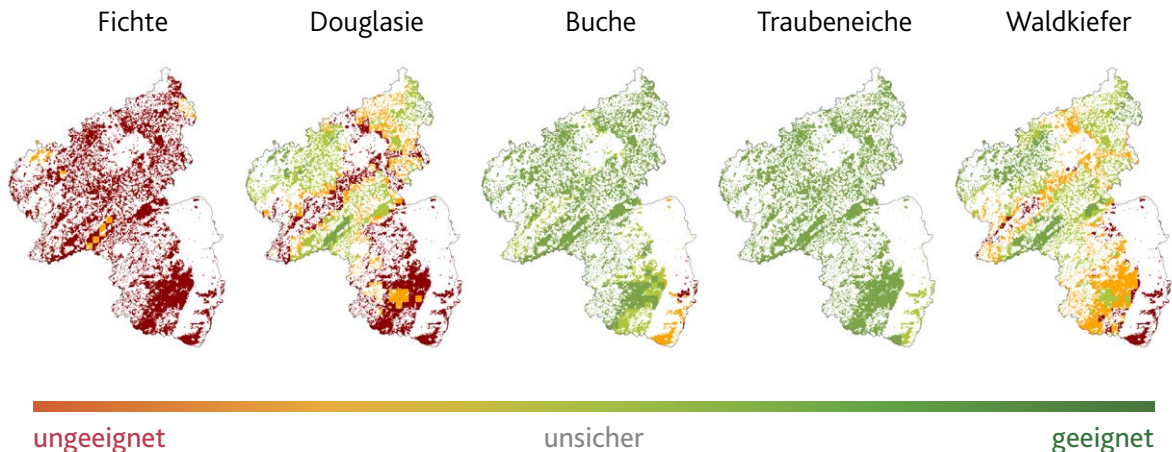 Fichte Douglasie Buche Traubeneiche Waldkiefer
ungeeignet unsicher geeignet